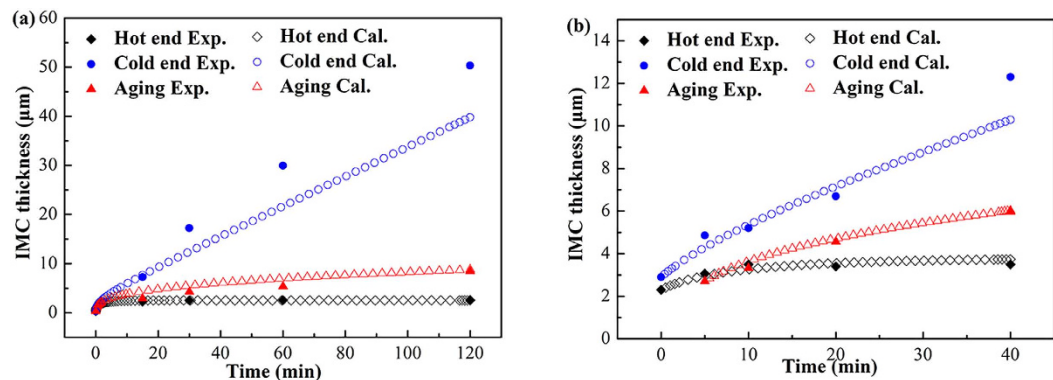 (a)
Hot end Exp.
Hot end Cal.
Cold end Exp.
Cold end Cal.
Aging Exp.
Aging Cal.
IMC thickness (μm)
60
50
40
30
20
10
0
0 20 40 60 80 100 120
Time (min)
(b)
Hot end Exp.
Hot end Cal.
Cold end Exp.
Cold end Cal.
Aging Exp.
Aging Cal.
IMC thickness (μm)
14
12
10
8
6
4
2
0
0 10 20 30 40
Time (min)